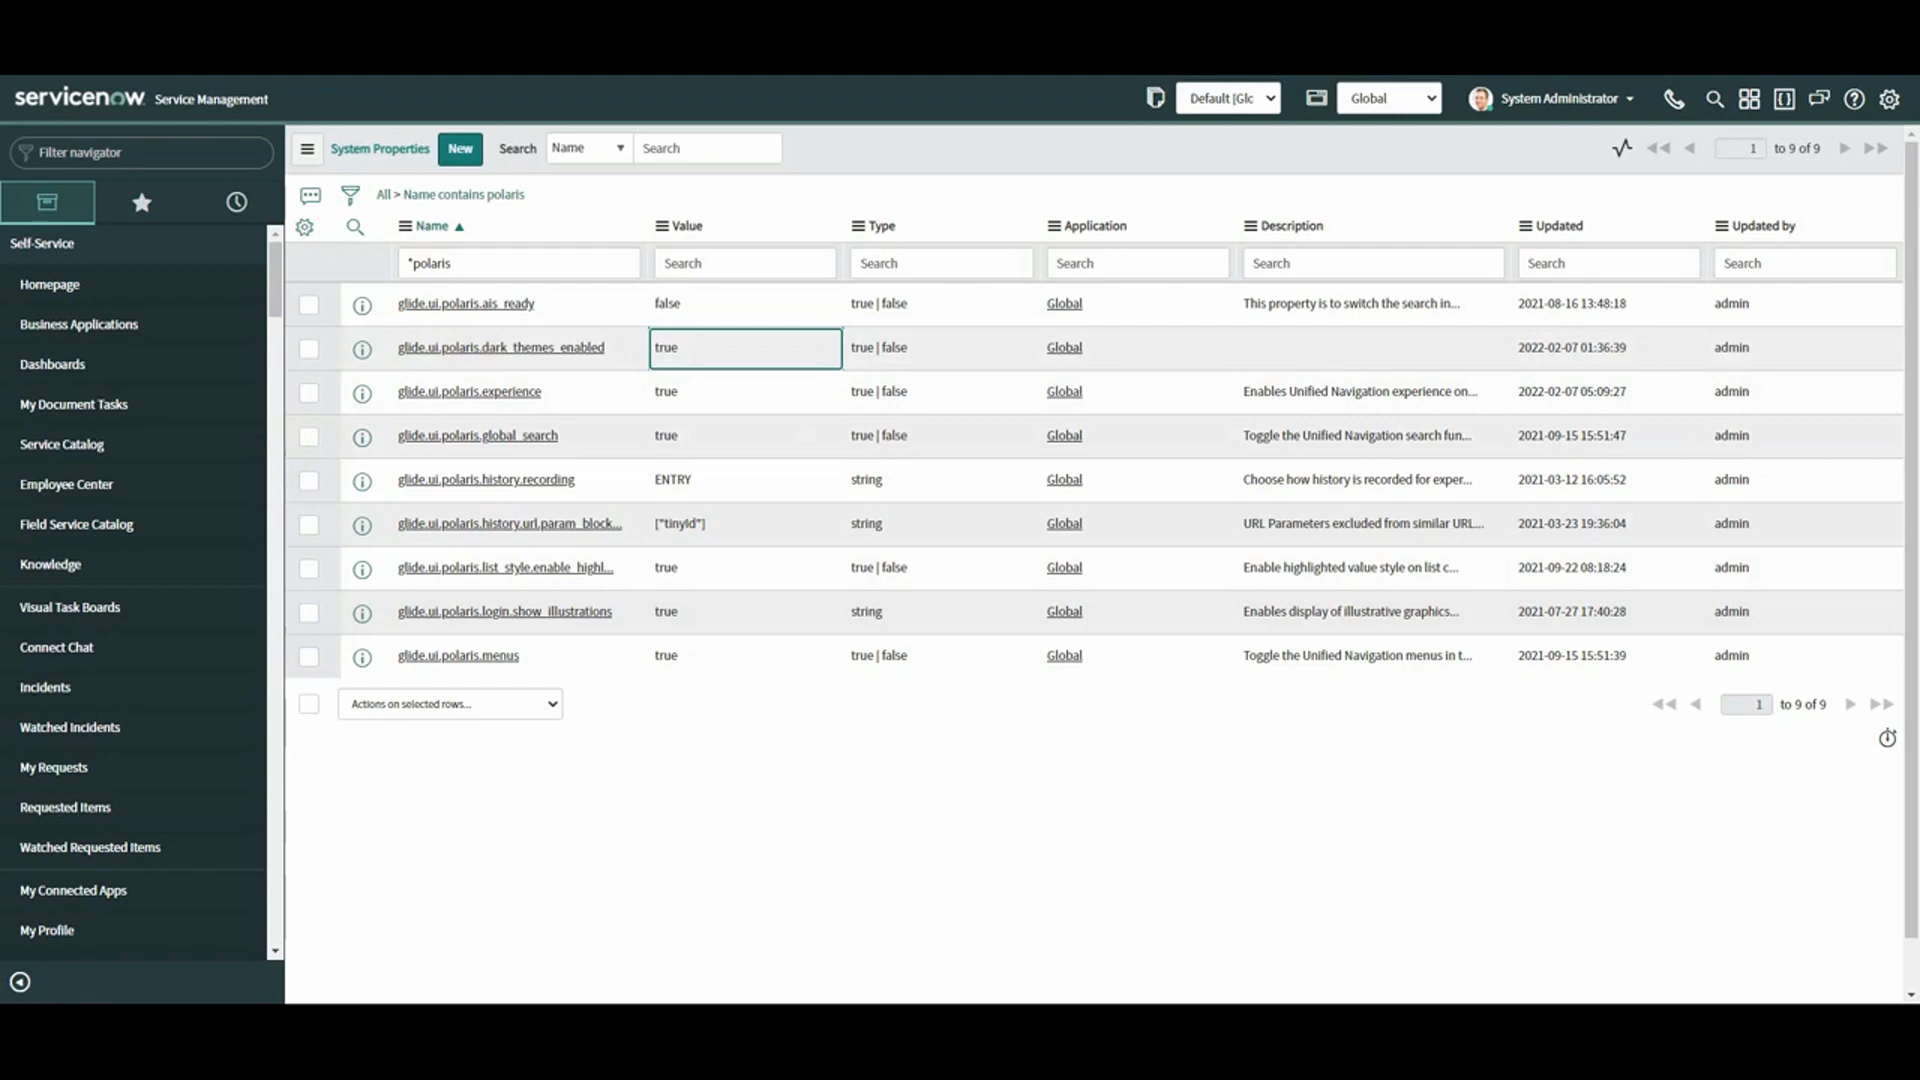 servicenow Service Management
Default [Glc
Global
System Administrator
Filter navigator
System Properties
New
Search
Name
Search
1 to 9 of 9
All > Name contains polaris
Name Value Type Application Description Updated Updated by
*polaris Search Search Search Search Search Search
glide.ui.polaris.ais_ready false true | false Global This property is to switch the search in... 2021-08-16 13:48:18 admin
glide.ui.polaris.dark_themes_enabled true true | false Global 2022-02-07 01:36:39 admin
glide.ui.polaris.experience true true | false Global Enables Unified Navigation experience on... 2022-02-07 05:09:27 admin
glide.ui.polaris.global_search true true | false Global Toggle the Unified Navigation search fun... 2021-09-15 15:51:47 admin
glide.ui.polaris.history.recording ENTRY string Global Choose how history is recorded for exper... 2021-03-12 16:05:52 admin
glide.ui.polaris.history.url.param_block... ["tinyId"] string Global URL Parameters excluded from similar URL... 2021-03-23 19:36:04 admin
glide.ui.polaris.list_style.enable_highl... true true | false Global Enable highlighted value style on list c... 2021-09-22 08:18:24 admin
glide.ui.polaris.login.show_illustrations true string Global Enables display of illustrative graphics... 2021-07-27 17:40:28 admin
glide.ui.polaris.menus true true | false Global Toggle the Unified Navigation menus in t... 2021-09-15 15:51:39 admin
Actions on selected rows...
1 to 9 of 9
Self-Service
Homepage
Business Applications
Dashboards
My Document Tasks
Service Catalog
Employee Center
Field Service Catalog
Knowledge
Visual Task Boards
Connect Chat
Incidents
Watched Incidents
My Requests
Requested Items
Watched Requested Items
My Connected Apps
My Profile